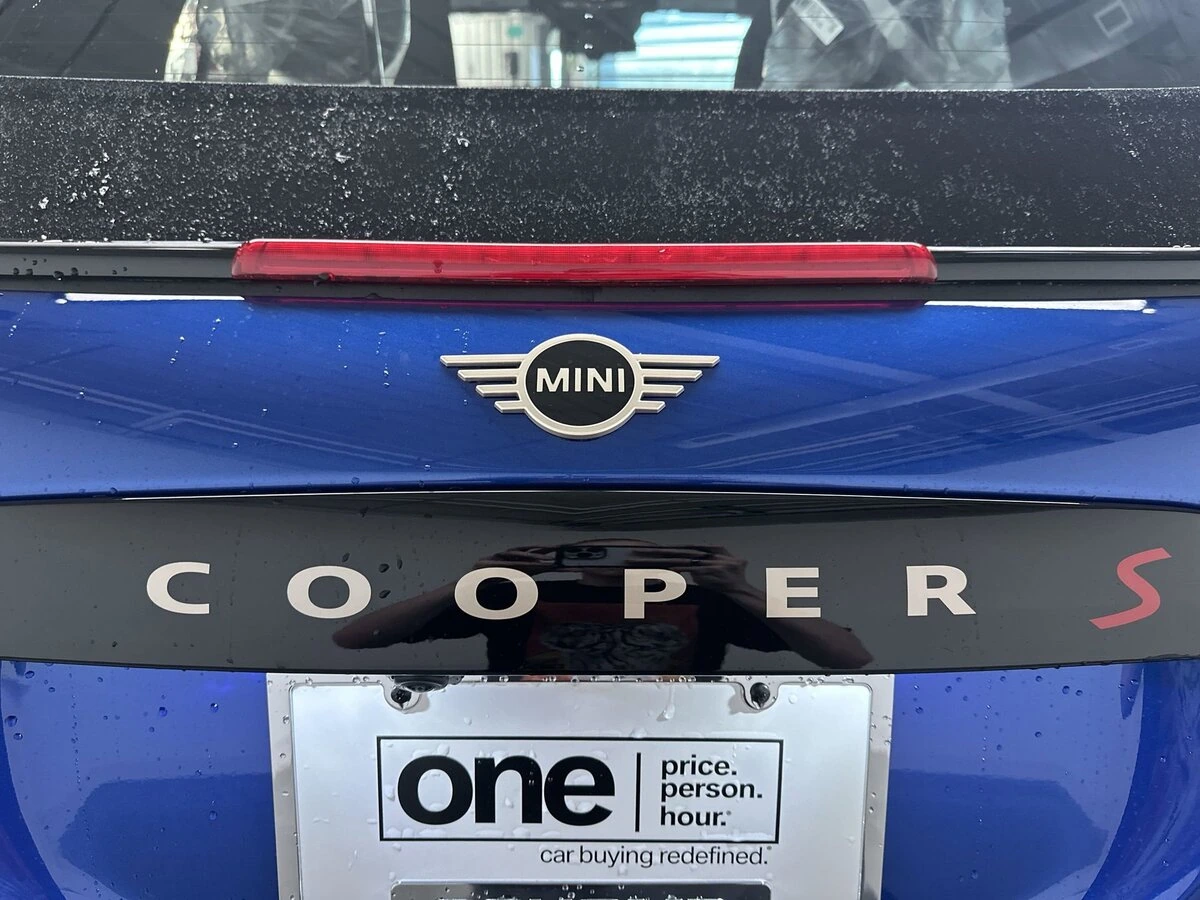 MINI
COOPER S
one
price.
person.
hour.®
car buying redefined.®